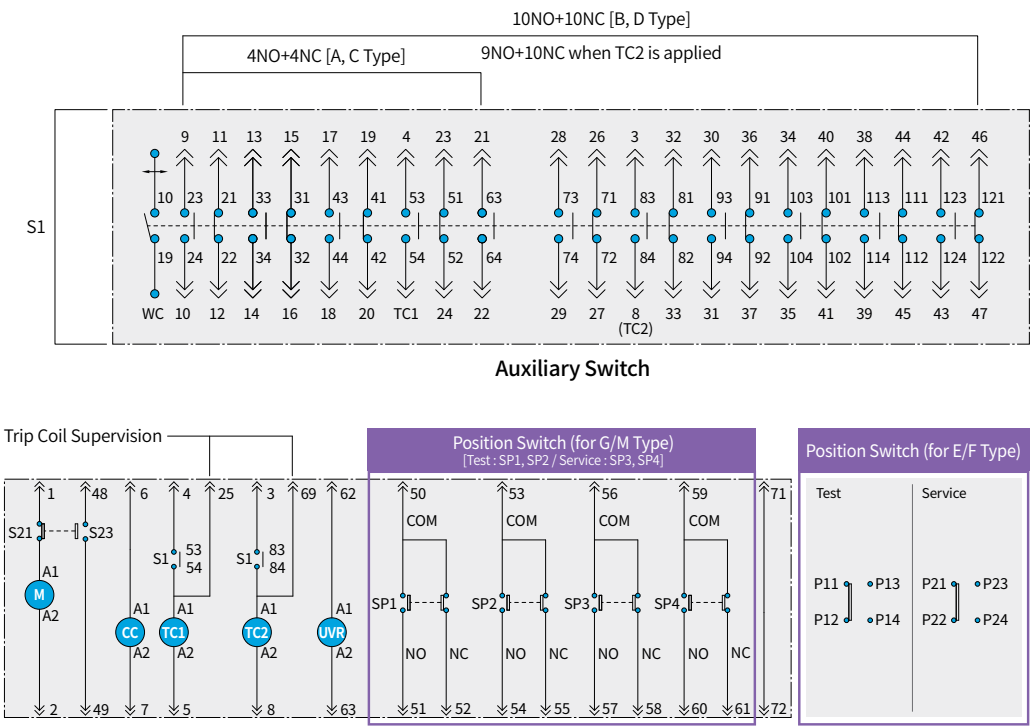 10NO+10NC [B, D Type]
4NO+4NC [A, C Type]
9NO+10NC when TC2 is applied
9 11 13 15 17 19 4 23 21 28 26 3 32 30 36 34 40 38 44 42 46
10 23 21 33 31 43 41 53 51 63 73 71 83 81 93 91 103 101 113 111 123 121
S1
19 24 22 34 32 44 42 54 52 64 74 72 84 82 94 92 104 102 114 112 124 122
WC 10 12 14 16 18 20 TC1 24 22 29 27 8 33 31 37 35 41 39 45 43 47
(TC2)
Auxiliary Switch
Trip Coil Supervision
Position Switch (for G/M Type)
[Test : SP1, SP2 / Service : SP3, SP4]
Position Switch (for E/F Type)
1 48 6 4 25 3 69 62 50 53 56 59 71
Test Service
COM COM COM COM
S21 S23
S1 53 S1 83
54 84
A1
M
A2
P11 P13 P21 P23
SP1 SP2 SP3 SP4
A1 A1 A1 A1
P12 P14 P22 P24
CC TC1 TC2 UVR
A2 A2 A2 A2
NO NC NO NC NO NC NO NC
2 49 7 5 8 63 51 52 54 55 57 58 60 61 72